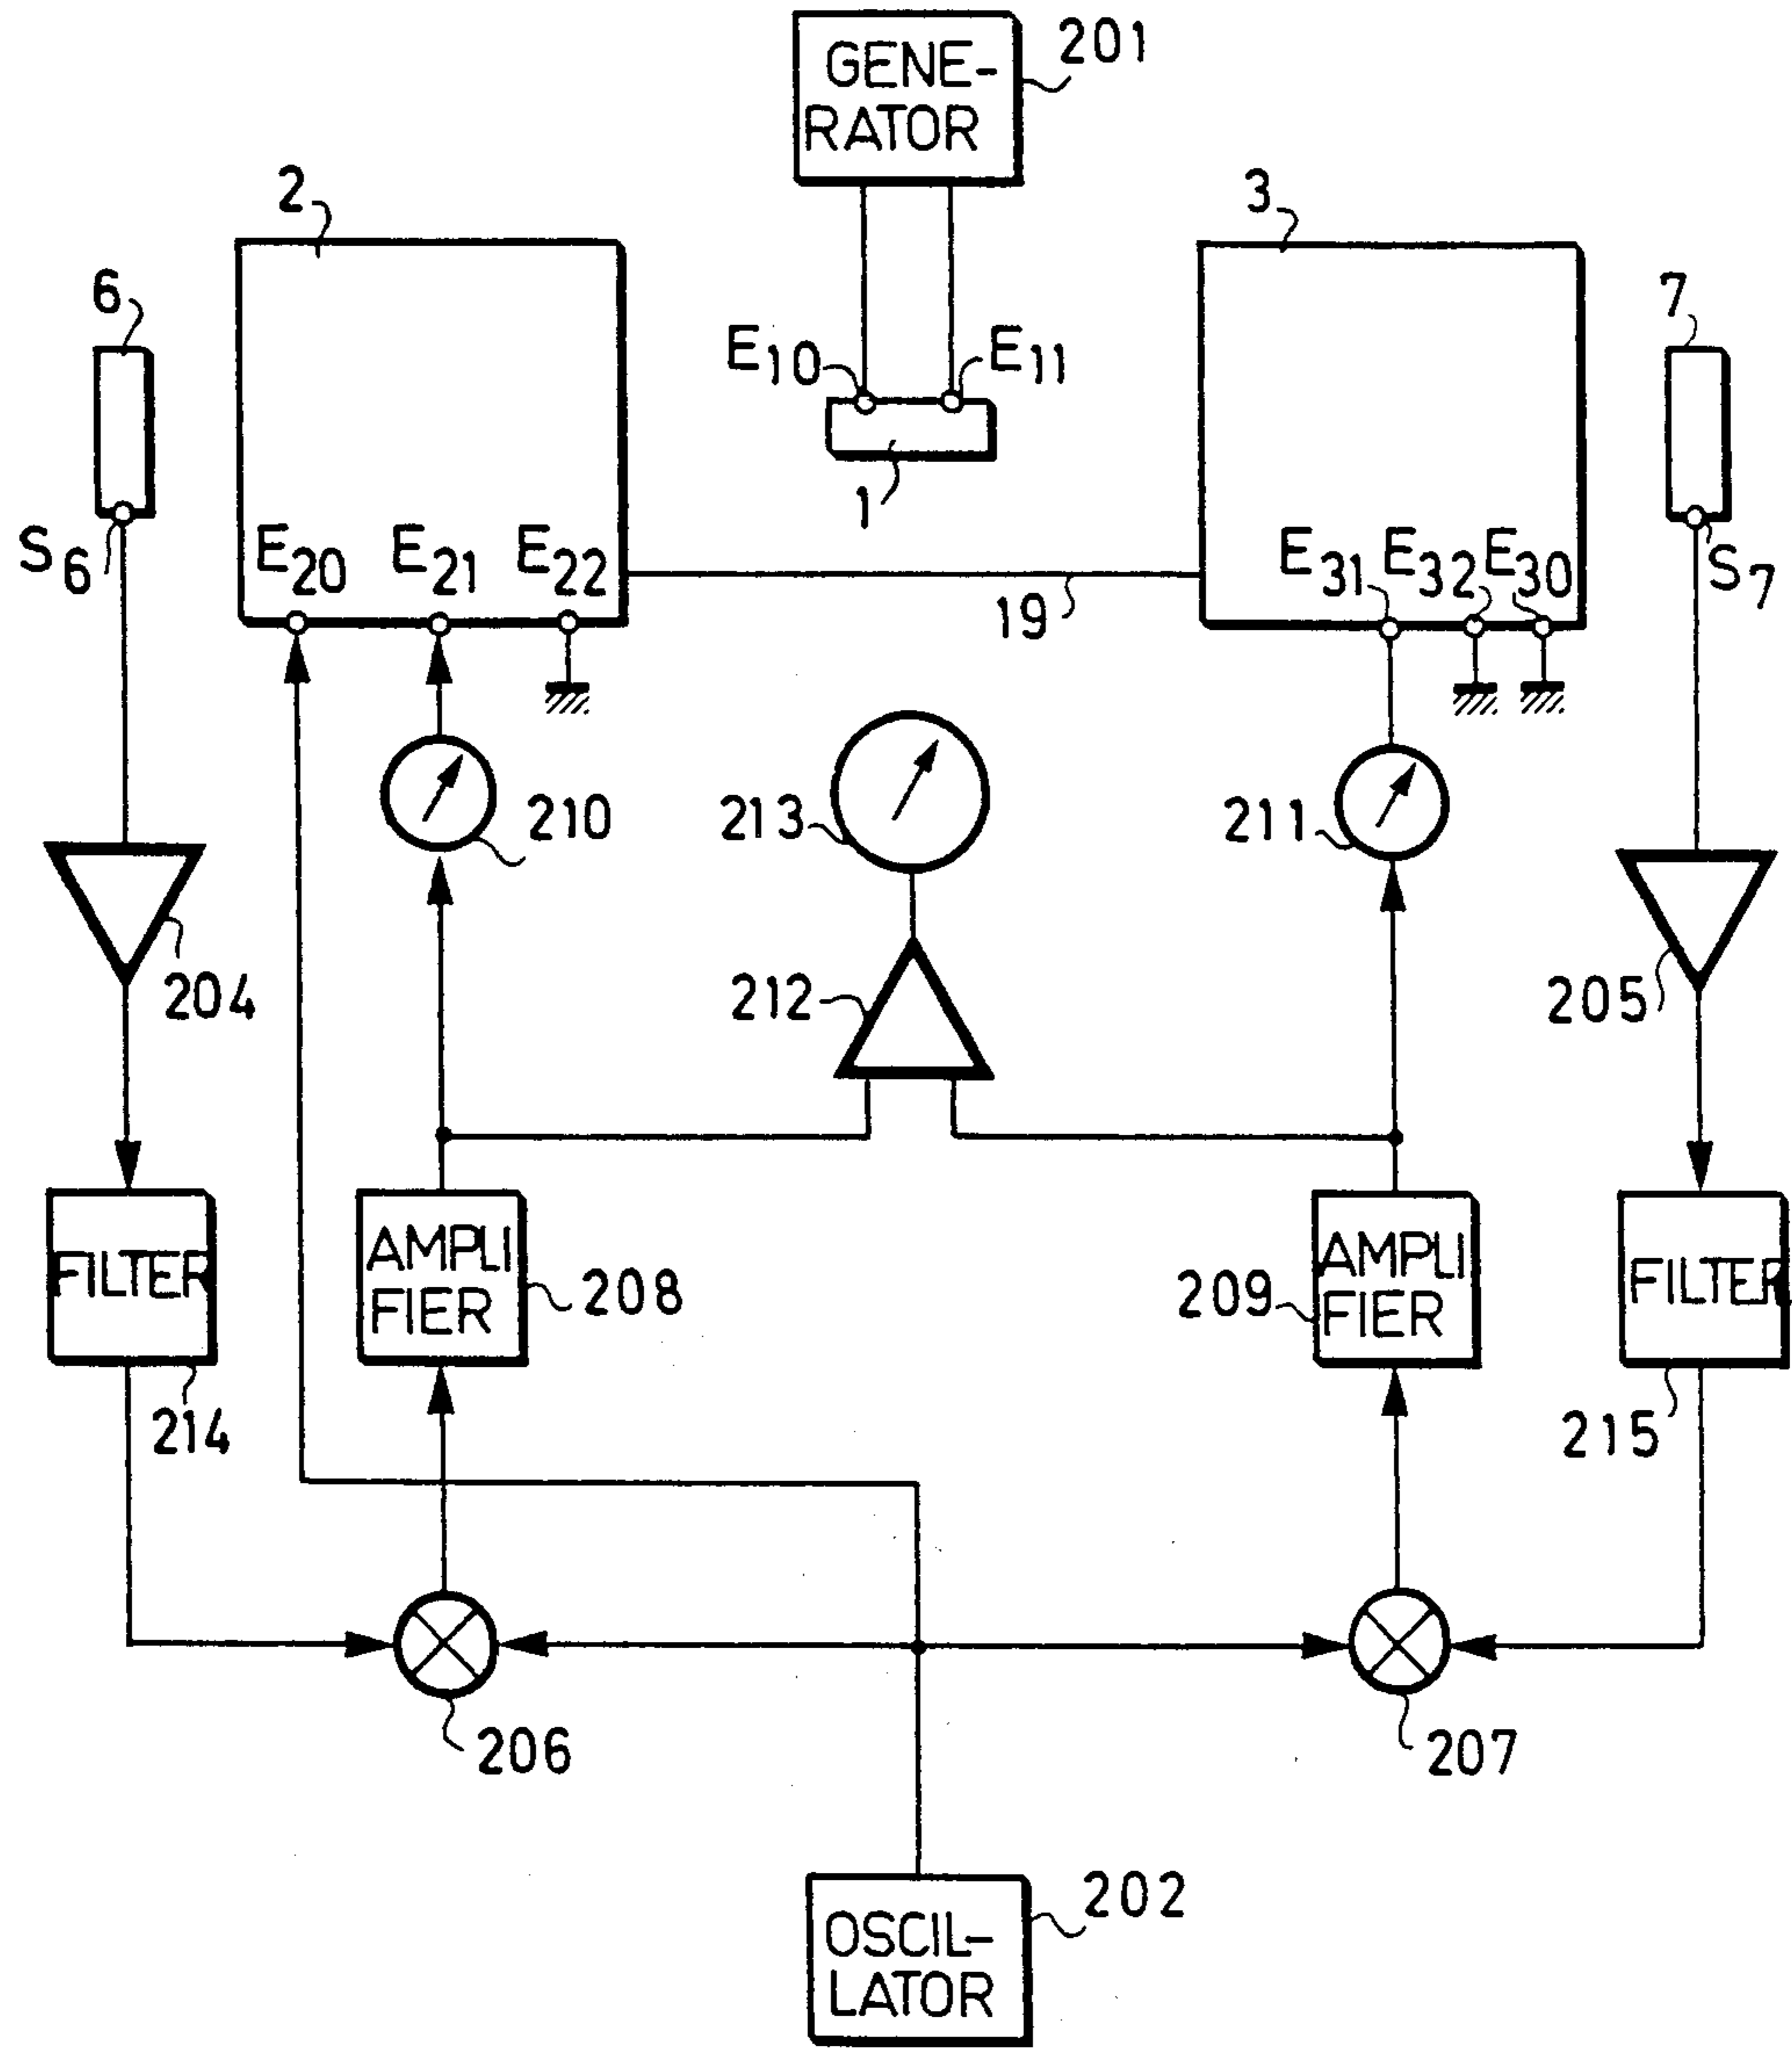 GENE-
RATOR
201
2
3
6
7
E10
E11
1
S6
E20
E21
E22
19
E31
E32
E30
S7
210
213
211
204
212
205
FILTER
AMPLI
FIER
208
209
AMPLI
FIER
FILTER
214
215
206
207
OSCIL-
LATOR
202